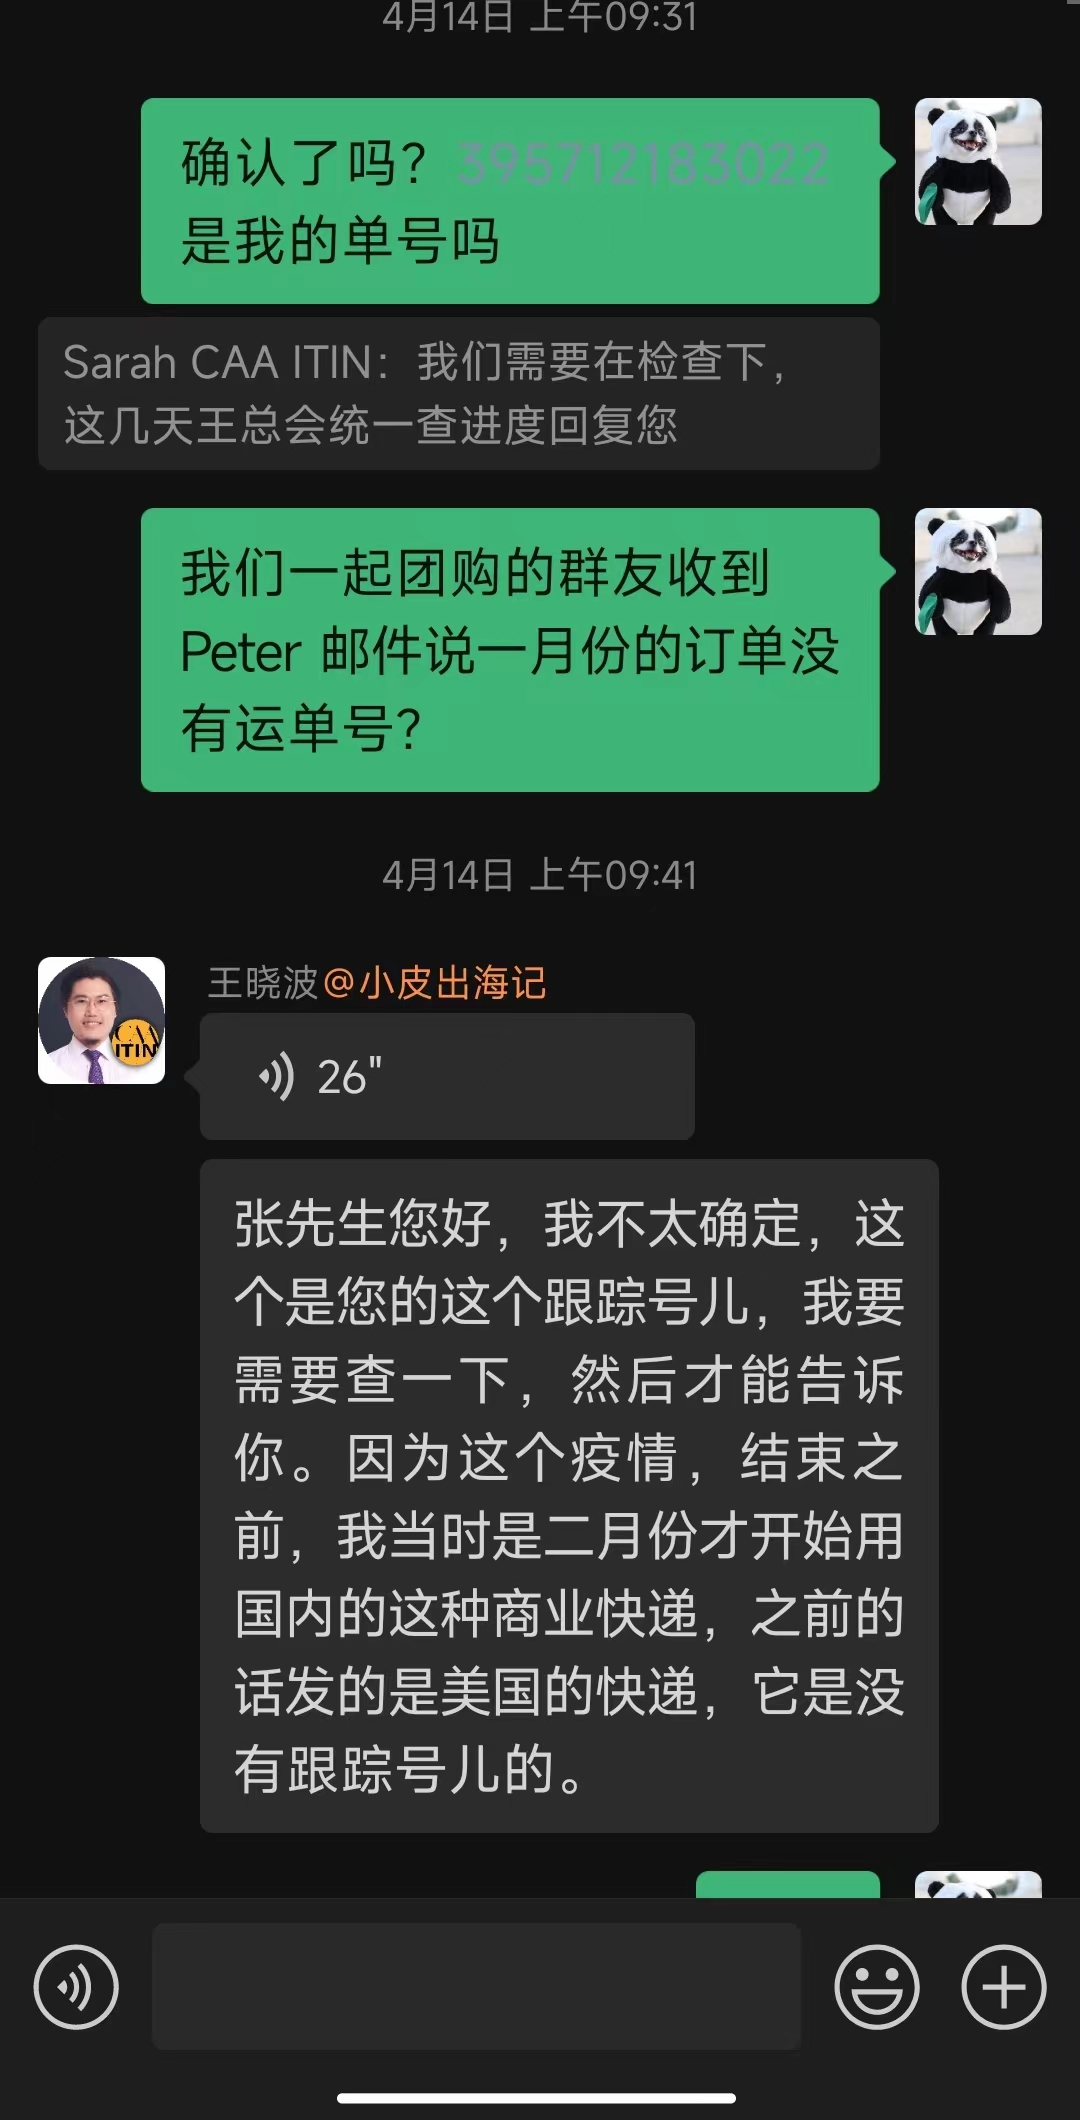 4月14日 上午09:31
确认了吗？395712183022
是我的单号吗
Sarah CAA ITIN：我们需要在检查下，
这几天王总会统一查进度回复您
我们一起团购的群友收到
Peter 邮件说一月份的订单没
有运单号？
4月14日 上午09:41
王晓波@小皮出海记
CAA
ITIN
26"
张先生您好，我不太确定，这
个是您的这个跟踪号儿，我要
需要查一下，然后才能告诉
你。因为这个疫情，结束之
前，我当时是二月份才开始用
国内的这种商业快递，之前的
话发的是美国的快递，它是没
有跟踪号儿的。